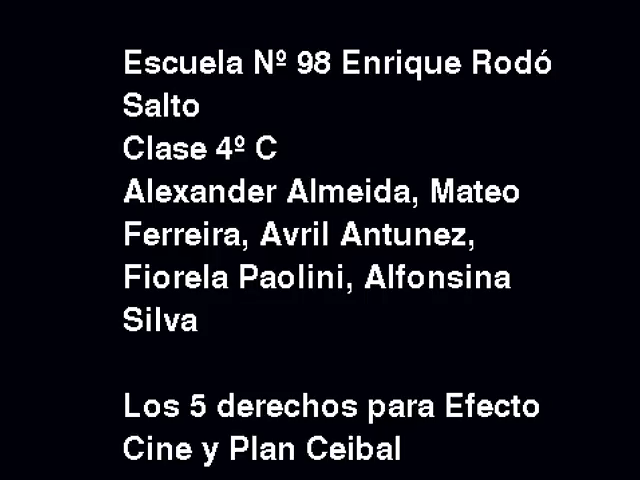 Escuela Nº 98 Enrique Rodó
Salto
Clase 4º C
Alexander Almeida, Mateo
Ferreira, Avril Antunez,
Fiorela Paolini, Alfonsina
Silva
Los 5 derechos para Efecto
Cine y Plan Ceibal